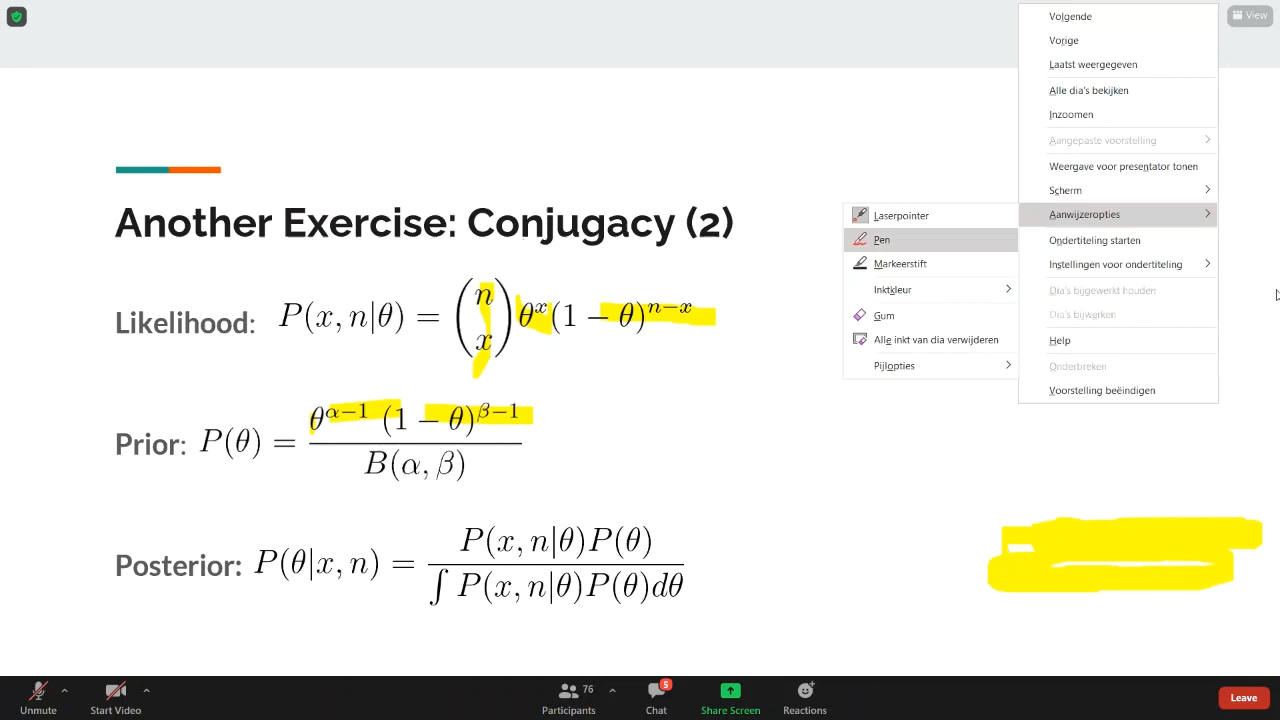 View
Volgende
Vorige
Laatst weergegeven
Alle dia's bekijken
Inzoomen
Aangepaste voorstelling
Weergave voor presentator tonen
Scherm
Aanwijzeropties
Ondertiteling starten
Instellingen voor ondertiteling
Dia's bijgewerkt houden
Dia's bijwerken
Help
Onderbreken
Voorstelling beëindigen
Laserpointer
Pen
Markeerstift
Inktkleur
Gum
Alle inkt van dia verwijderen
Pijlopties
Another Exercise: Conjugacy (2)
Likelihood: P(x, n|θ) = (n x) θ^x (1 − θ)^{n−x}
Prior: P(θ) = θ^{α−1} (1 − θ)^{β−1} / B(α, β)
Posterior: P(θ|x, n) = P(x, n|θ)P(θ) / ∫ P(x, n|θ)P(θ)dθ
Unmute
Start Video
76
Participants
5
Chat
Share Screen
Reactions
Leave